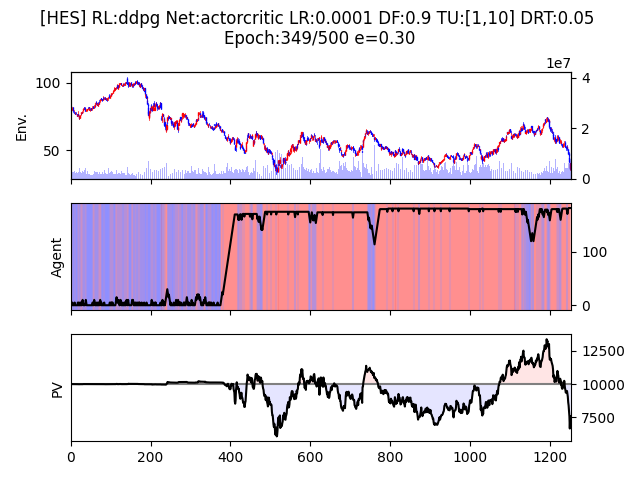 [HES] RL:ddpg Net:actorcritic LR:0.0001 DF:0.9 TU:[1,10] DRT:0.05
Epoch:349/500 e=0.30
1e7
100
50
Env.
4
2
0
Agent
100
0
PV
12500
10000
7500
0 200 400 600 800 1000 1200